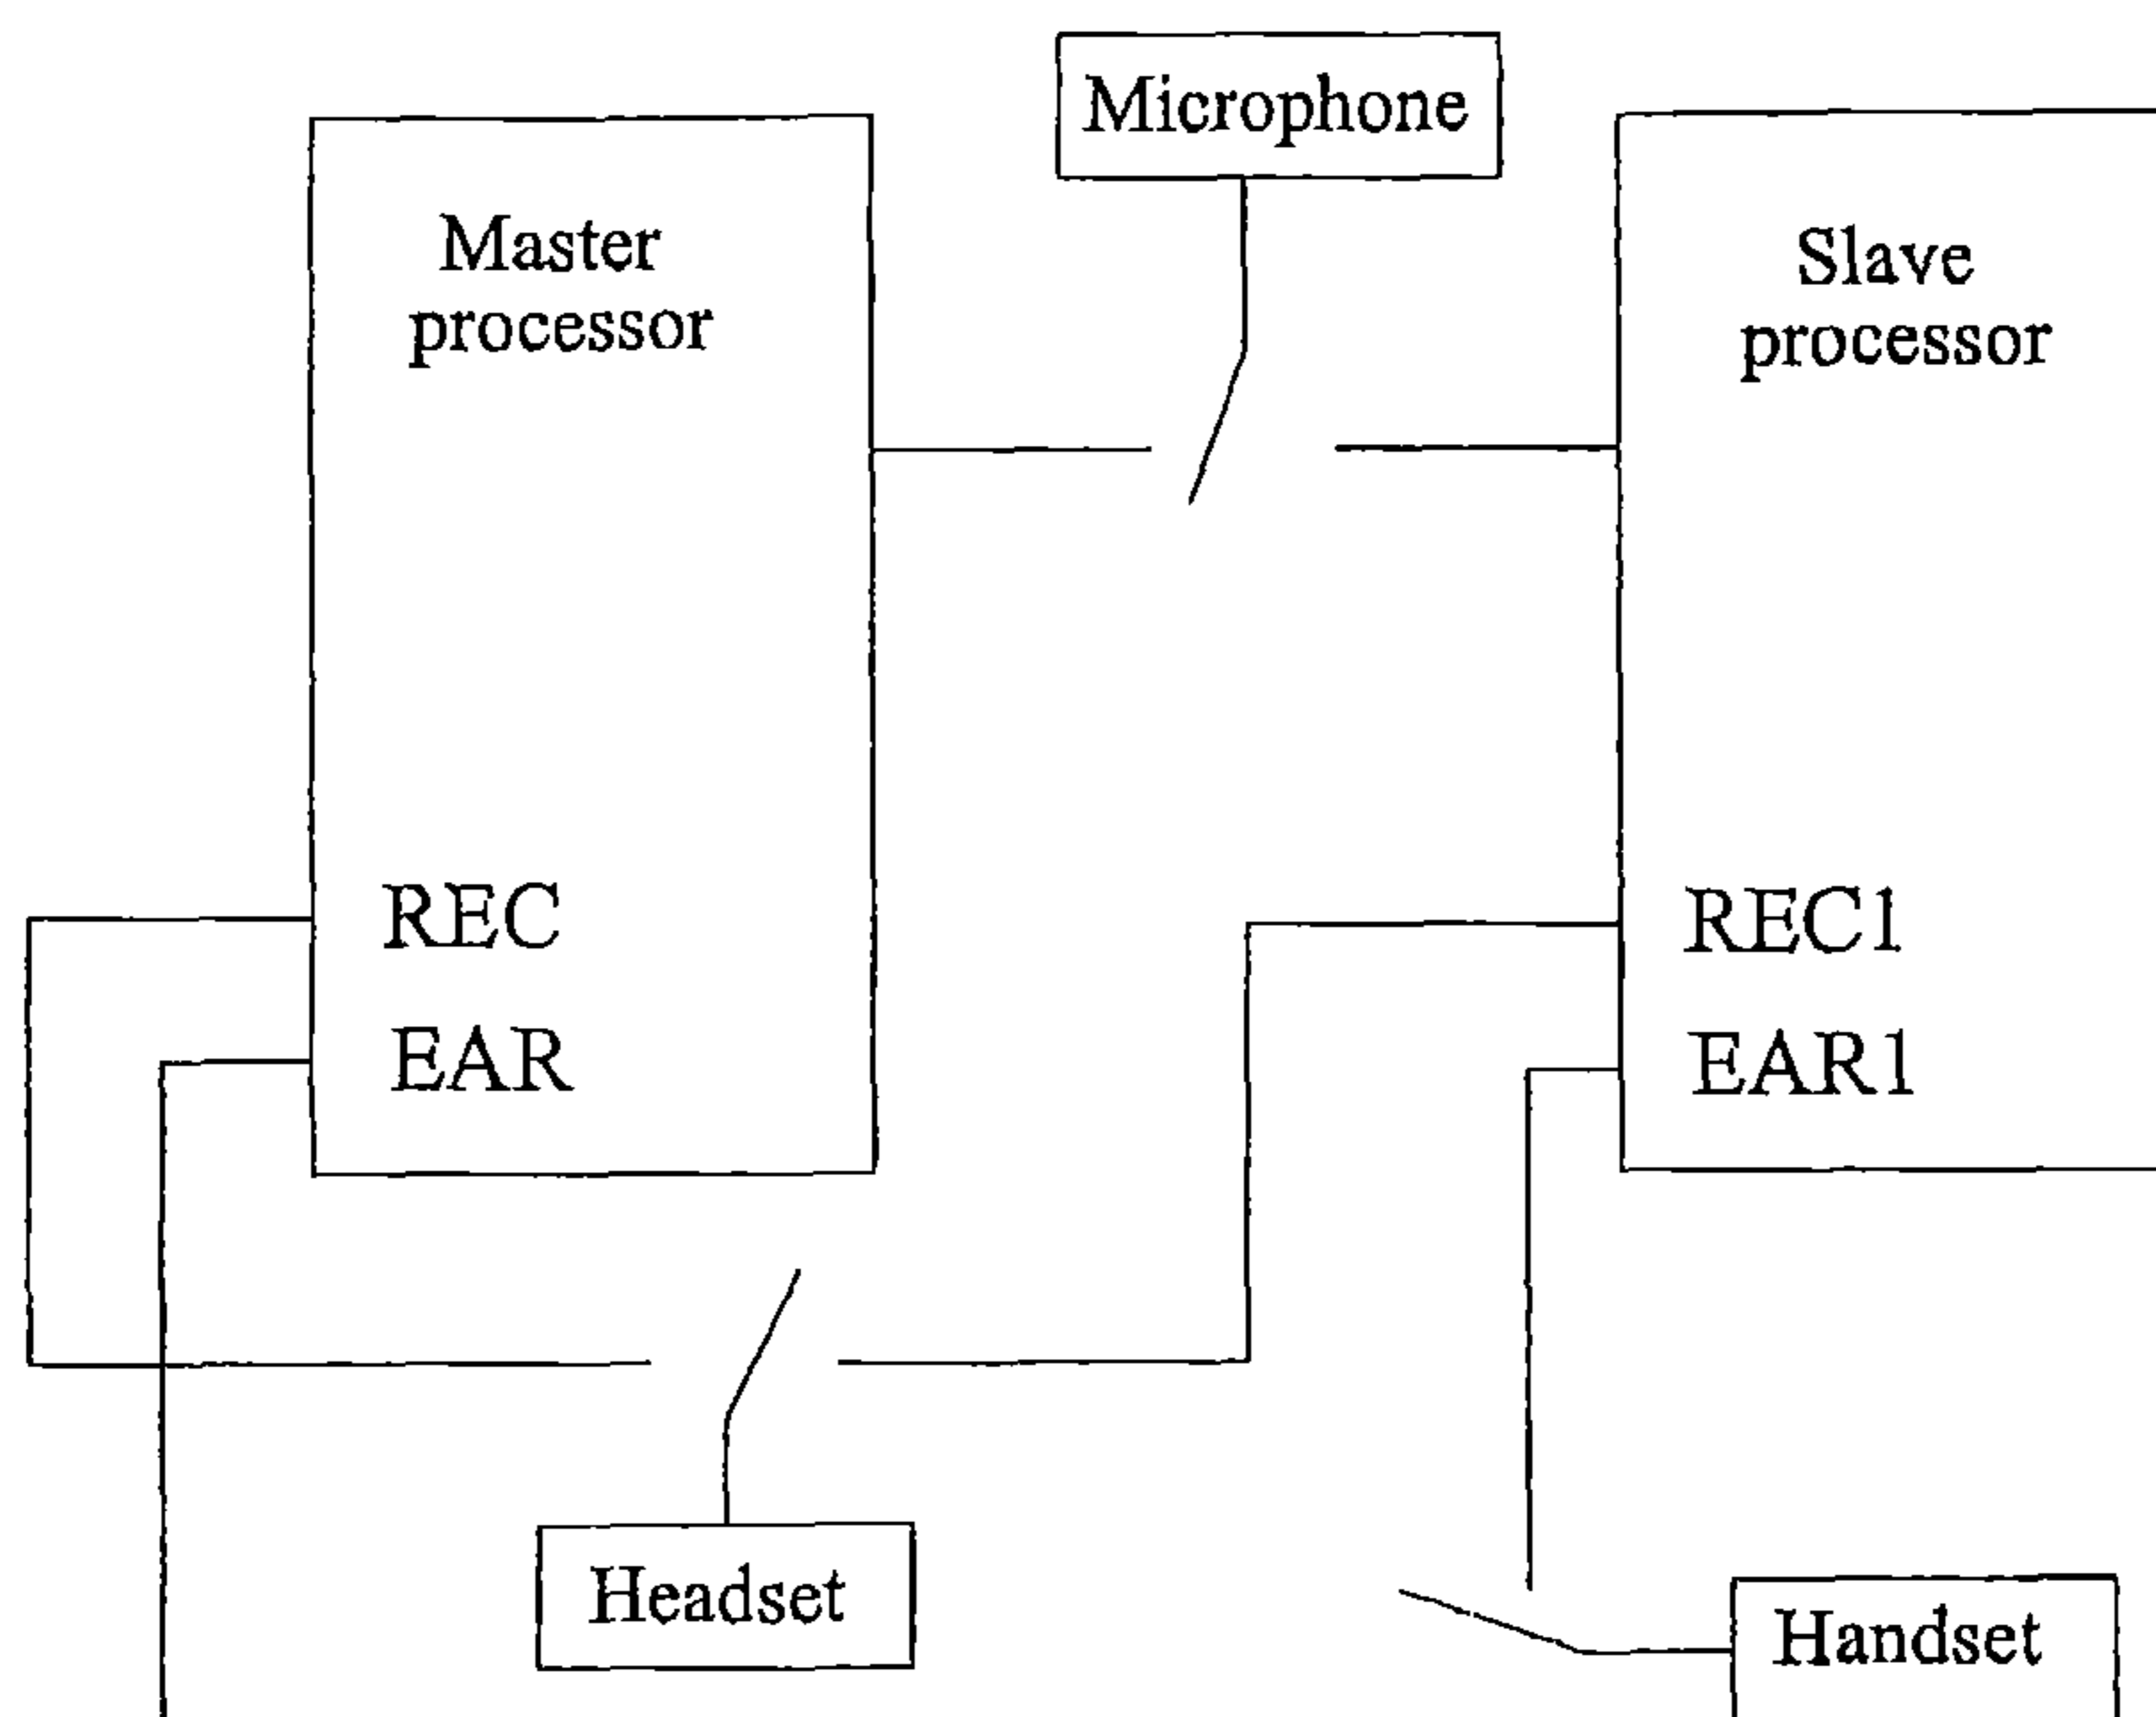 Microphone
Master
processor
Slave
processor
REC
EAR
REC1
EAR1
Headset
Handset